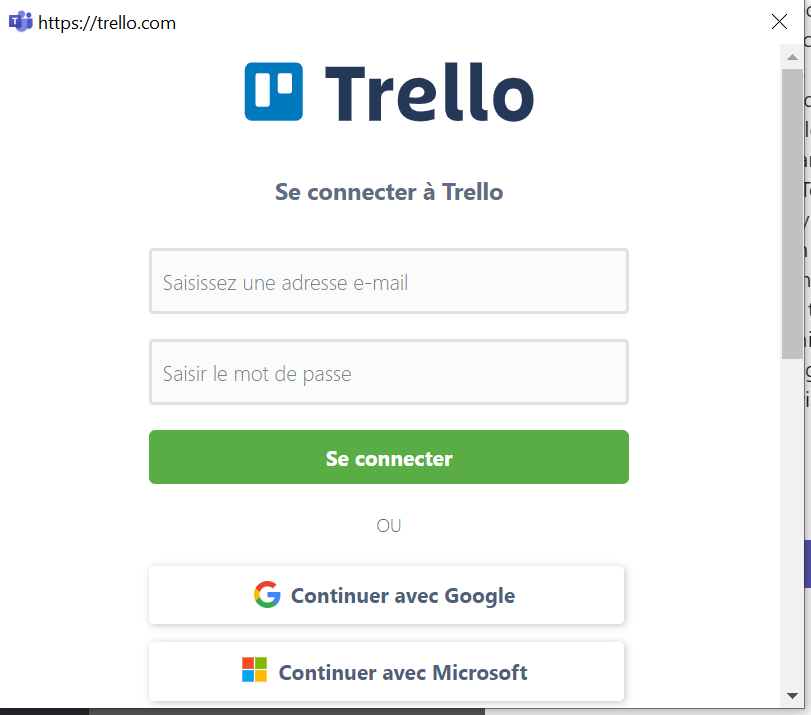 https://trello.com
Trello
Se connecter à Trello
Saisissez une adresse e-mail
Saisir le mot de passe
Se connecter
OU
Continuer avec Google
Continuer avec Microsoft